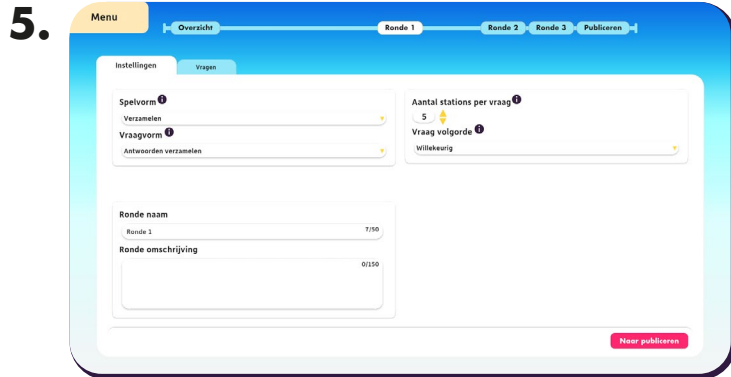 5.
Menu
Overzicht
Ronde 1
Ronde 2
Ronde 3
Publiceren
Instellingen
Vragen
Spelvorm i
Verzamelen
Vraagvorm i
Antwoorden verzamelen
Aantal stations per vraag i
5
Vraag volgorde i
Willekeurig
Ronde naam
Ronde 1 7/50
Ronde omschrijving
0/150
Naar publiceren